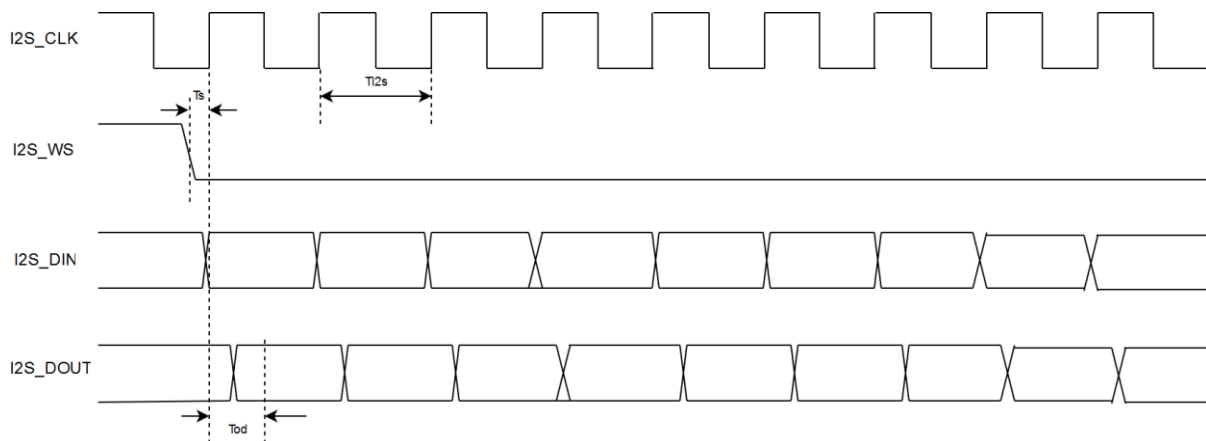 I2S_CLK
Ts
TI2s
I2S_WS
I2S_DIN
I2S_DOUT
Tod